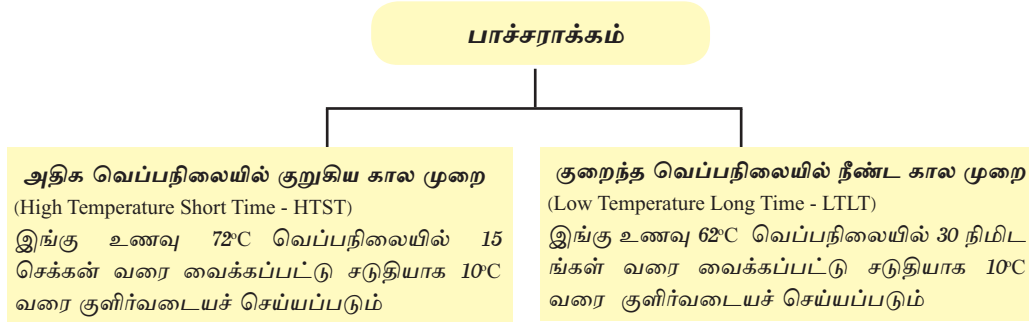 பாச்சராக்கம்
அதிக வெப்பநிலையில் குறுகிய கால முறை
(High Temperature Short Time - HTST)
இங்கு உணவு 72°C வெப்பநிலையில் 15
செக்கன் வரை வைக்கப்பட்டு சடுதியாக 10°C
வரை குளிர்வடையச் செய்யப்படும்
குறைந்த வெப்பநிலையில் நீண்ட கால முறை
(Low Temperature Long Time - LTLT)
இங்கு உணவு 62°C வெப்பநிலையில் 30 நிமிட
ங்கள் வரை வைக்கப்பட்டு சடுதியாக 10°C
வரை குளிர்வடையச் செய்யப்படும்